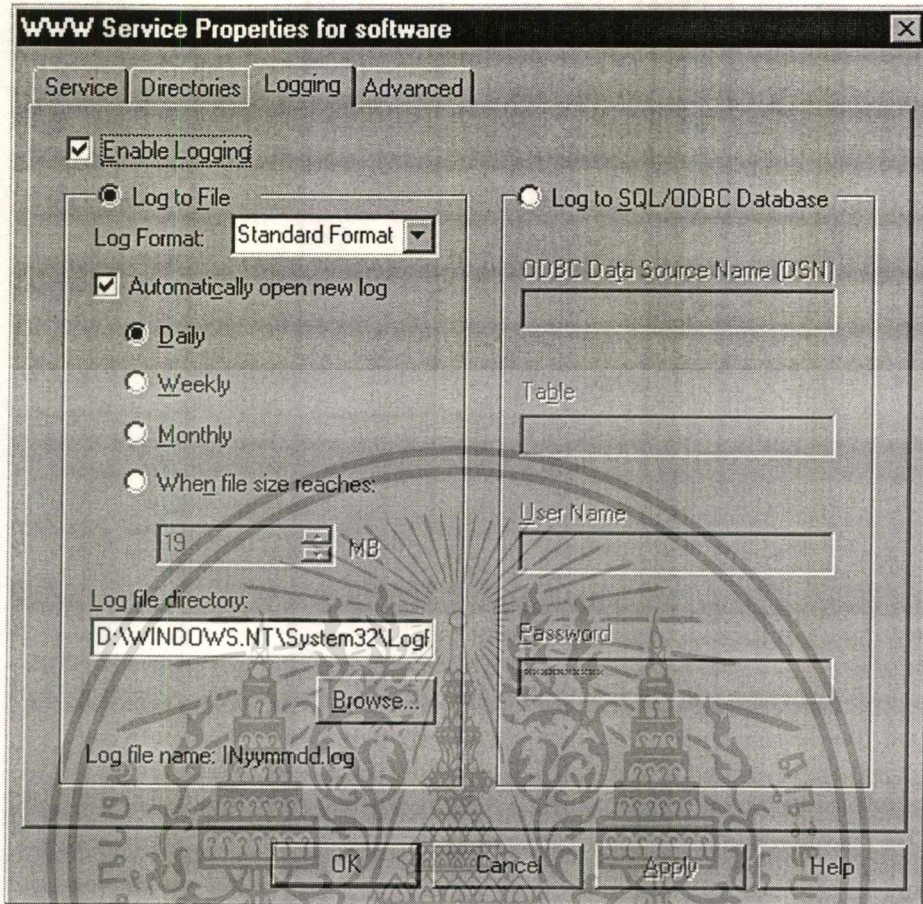 WWW Service Properties for software
Service Directories Logging Advanced
Enable Logging
Log to File
Log Format: Standard Format
Automatically open new log
Daily
Weekly
Monthly
When file size reaches:
19 MB
Log file directory:
D:\WINDOWS.NT\System32\LogF
Browse...
Log file name: INyymmdd.log
Log to SQL/ODBC Database
ODBC Data Source Name (DSN)
Table
User Name
Password
××××××××××
OK Cancel Apply Help